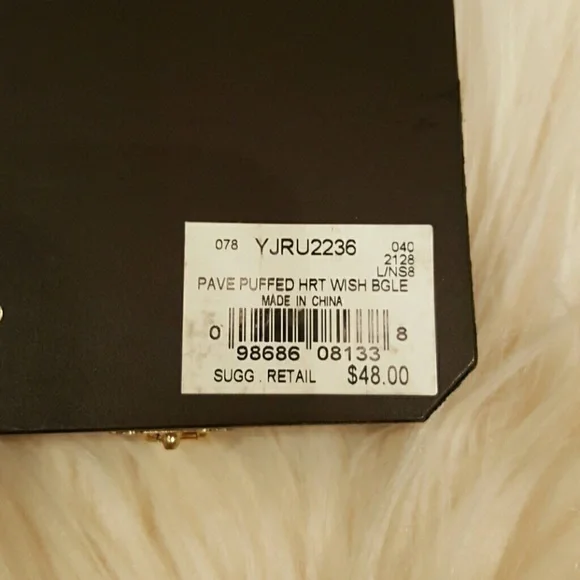 078 YJRU2236 040
2128
L/NS8
PAVE PUFFED HRT WISH BGLE
MADE IN CHINA
0 98686 08133 8
SUGG . RETAIL $48.00